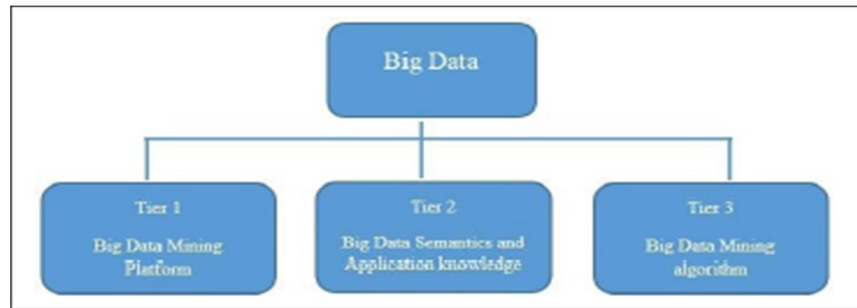 Big Data
Tier 1
Big Data Mining
Platform
Tier 2
Big Data Semantics and
Application knowledge
Tier 3
Big Data Mining
algorithm